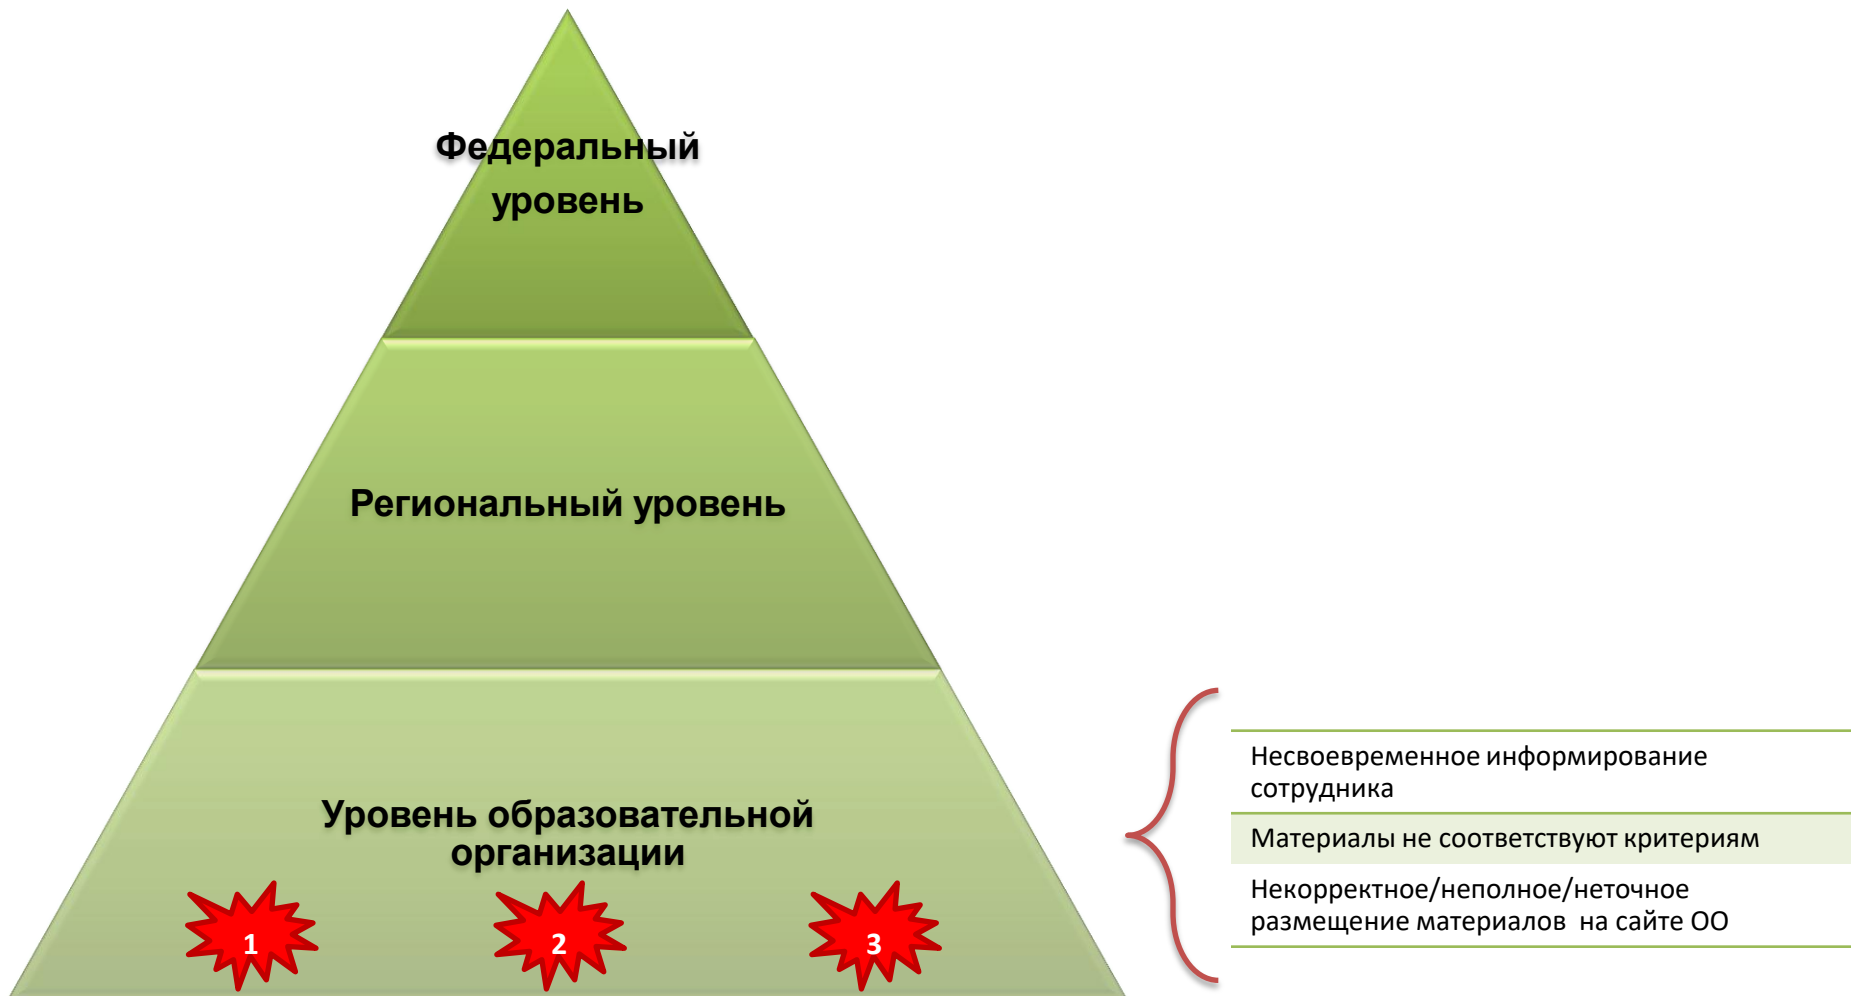 Федеральный
уровень
Региональный уровень
Уровень образовательной
организации
1
2
3
Несвоевременное информирование
сотрудника
Материалы не соответствуют критериям
Некорректное/неполное/неточное
размещение материалов на сайте ОО